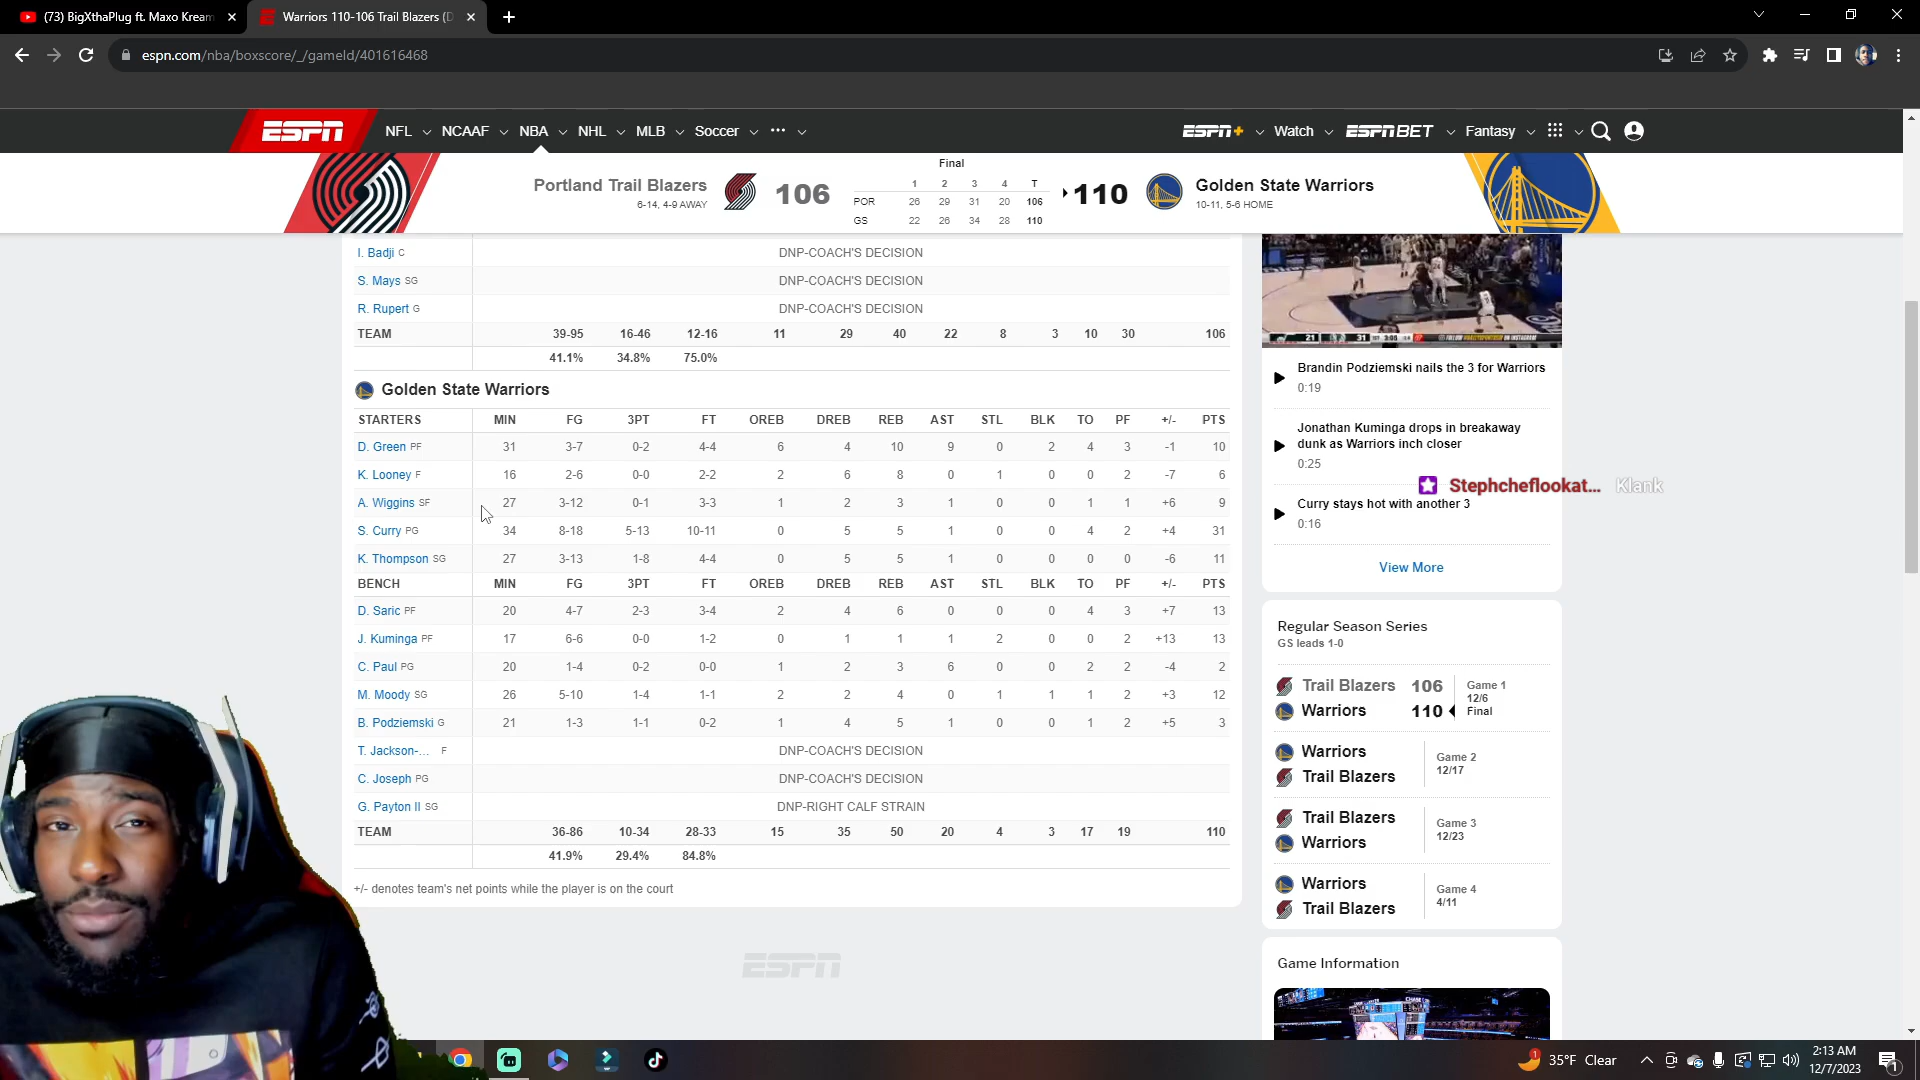 (73) BigXthaPlug ft. Maxo Kream
Warriors 110-106 Trail Blazers (D
espn.com/nba/boxscore/_/gameId/401616468
ESPN NFL NCAAF NBA NHL MLB Soccer ESPN+ Watch ESPN BET Fantasy
Final
Portland Trail Blazers 106
6-14, 4-9 AWAY
1 2 3 4 T
POR 26 29 31 20 106
GS 22 26 34 28 110
110 Golden State Warriors
10-11, 5-6 HOME
I. Badji C DNP-COACH'S DECISION
S. Mays SG DNP-COACH'S DECISION
R. Rupert G DNP-COACH'S DECISION
TEAM 39-95 16-46 12-16 11 29 40 22 8 3 10 30 106
41.1% 34.8% 75.0%
Golden State Warriors
STARTERS MIN FG 3PT FT OREB DREB REB AST STL BLK TO PF +/- PTS
D. Green PF 31 3-7 0-2 4-4 6 4 10 9 0 2 4 3 -1 10
K. Looney F 16 2-6 0-0 2-2 2 6 8 0 1 0 0 2 -7 6
A. Wiggins SF 27 3-12 0-1 3-3 1 2 3 1 0 0 1 1 +6 9
S. Curry PG 34 8-18 5-13 10-11 0 5 5 1 0 0 4 2 +4 31
K. Thompson SG 27 3-13 1-8 4-4 0 5 5 1 0 0 0 0 -6 11
BENCH MIN FG 3PT FT OREB DREB REB AST STL BLK TO PF +/- PTS
D. Saric PF 20 4-7 2-3 3-4 2 4 6 0 0 0 4 3 +7 13
J. Kuminga PF 17 6-6 0-0 1-2 0 1 1 1 2 0 0 2 +13 13
C. Paul PG 20 1-4 0-2 0-0 1 2 3 6 0 0 2 2 -4 2
M. Moody SG 26 5-10 1-4 1-1 2 2 4 0 1 1 1 2 +3 12
B. Podziemski G 21 1-3 1-1 0-2 1 4 5 1 0 0 1 2 +5 3
T. Jackson-... F DNP-COACH'S DECISION
C. Joseph PG DNP-COACH'S DECISION
G. Payton II SG DNP-RIGHT CALF STRAIN
TEAM 36-86 10-34 28-33 15 35 50 20 4 3 17 19 110
41.9% 29.4% 84.8%
+/- denotes team's net points while the player is on the court
ESPN
21 31
Brandin Podziemski nails the 3 for Warriors
0:19
Jonathan Kuminga drops in breakaway
dunk as Warriors inch closer
0:25
Stephcheflookat... Klank
Curry stays hot with another 3
0:16
View More
Regular Season Series
GS leads 1-0
Trail Blazers 106
Warriors 110
Game 1
12/6
Final
Warriors
Trail Blazers
Game 2
12/17
Trail Blazers
Warriors
Game 3
12/23
Warriors
Trail Blazers
Game 4
4/11
Game Information
35°F Clear
2:13 AM
12/7/2023